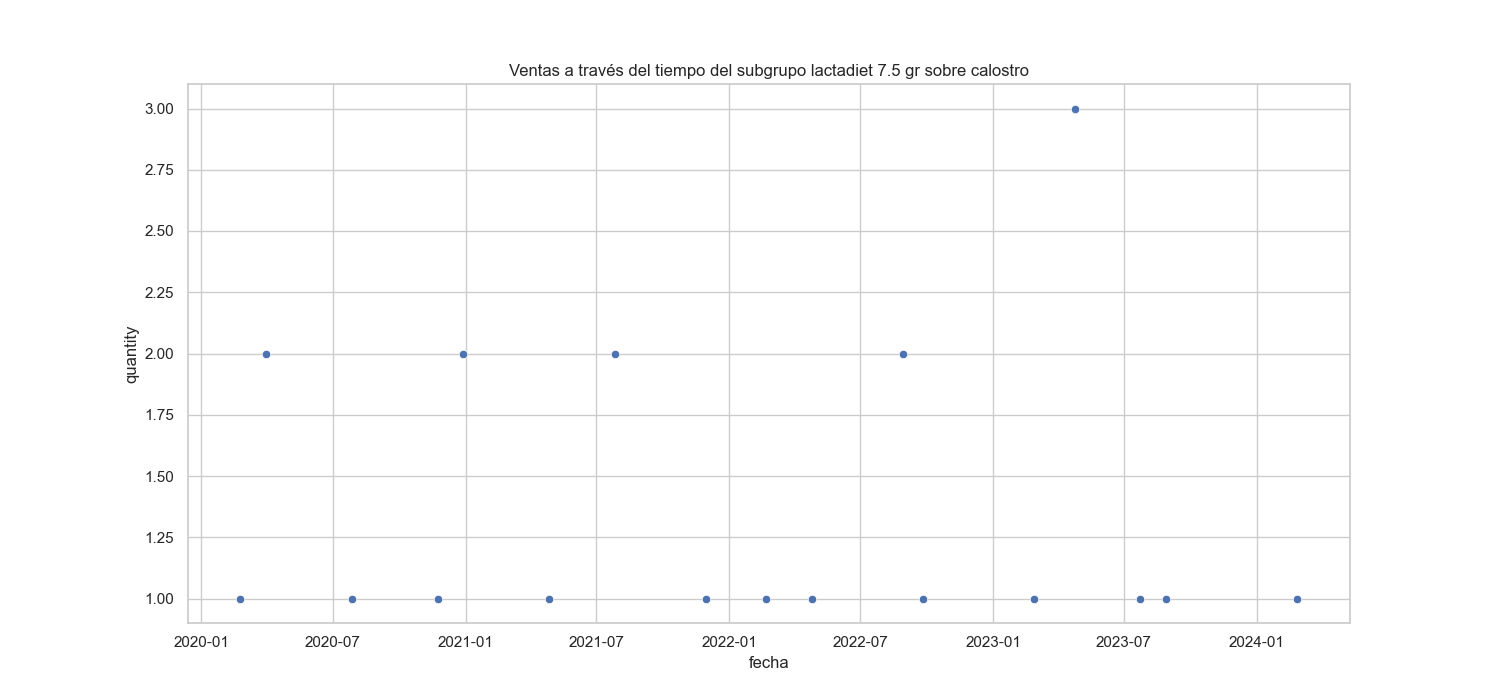 Ventas a través del tiempo del subgrupo lactadiet 7.5 gr sobre calostro
3.00
2.75
2.50
2.25
2.00
1.75
1.50
1.25
1.00
quantity
2020-01 2020-07 2021-01 2021-07 2022-01 2022-07 2023-01 2023-07 2024-01
fecha